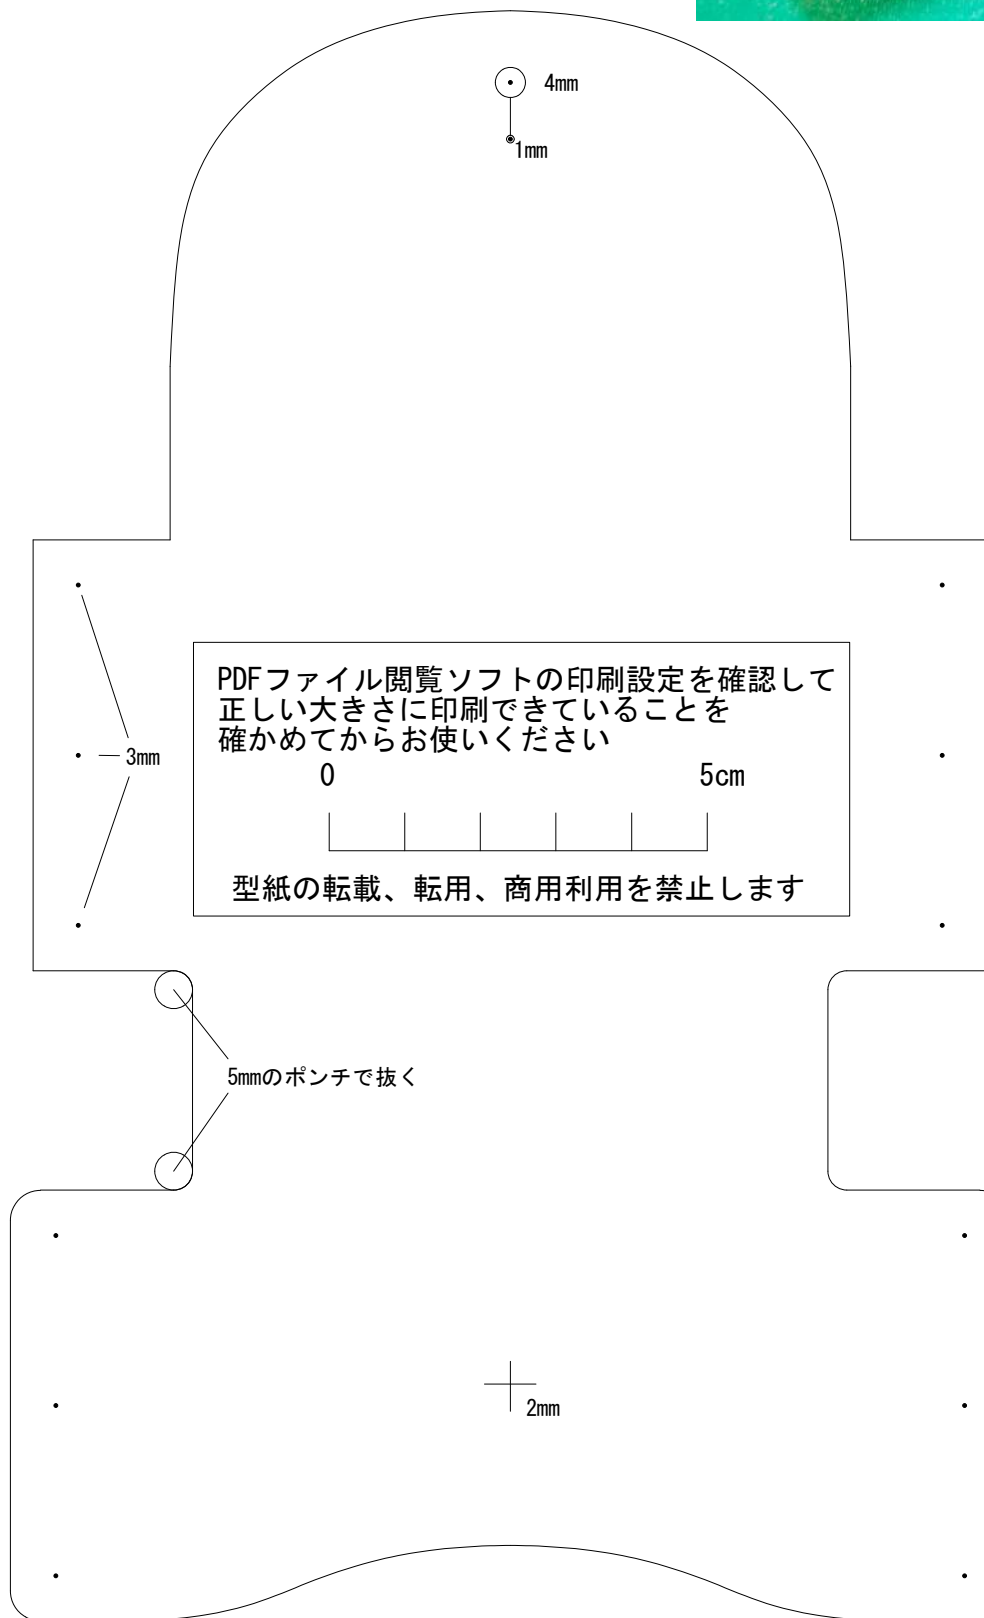 4mm
1mm
PDFファイル閲覧ソフトの印刷設定を確認して
正しい大きさに印刷できていることを
確かめてからお使いください
3mm
0 5cm
型紙の転載、転用、商用利用を禁止します
5mmのポンチで抜く
2mm